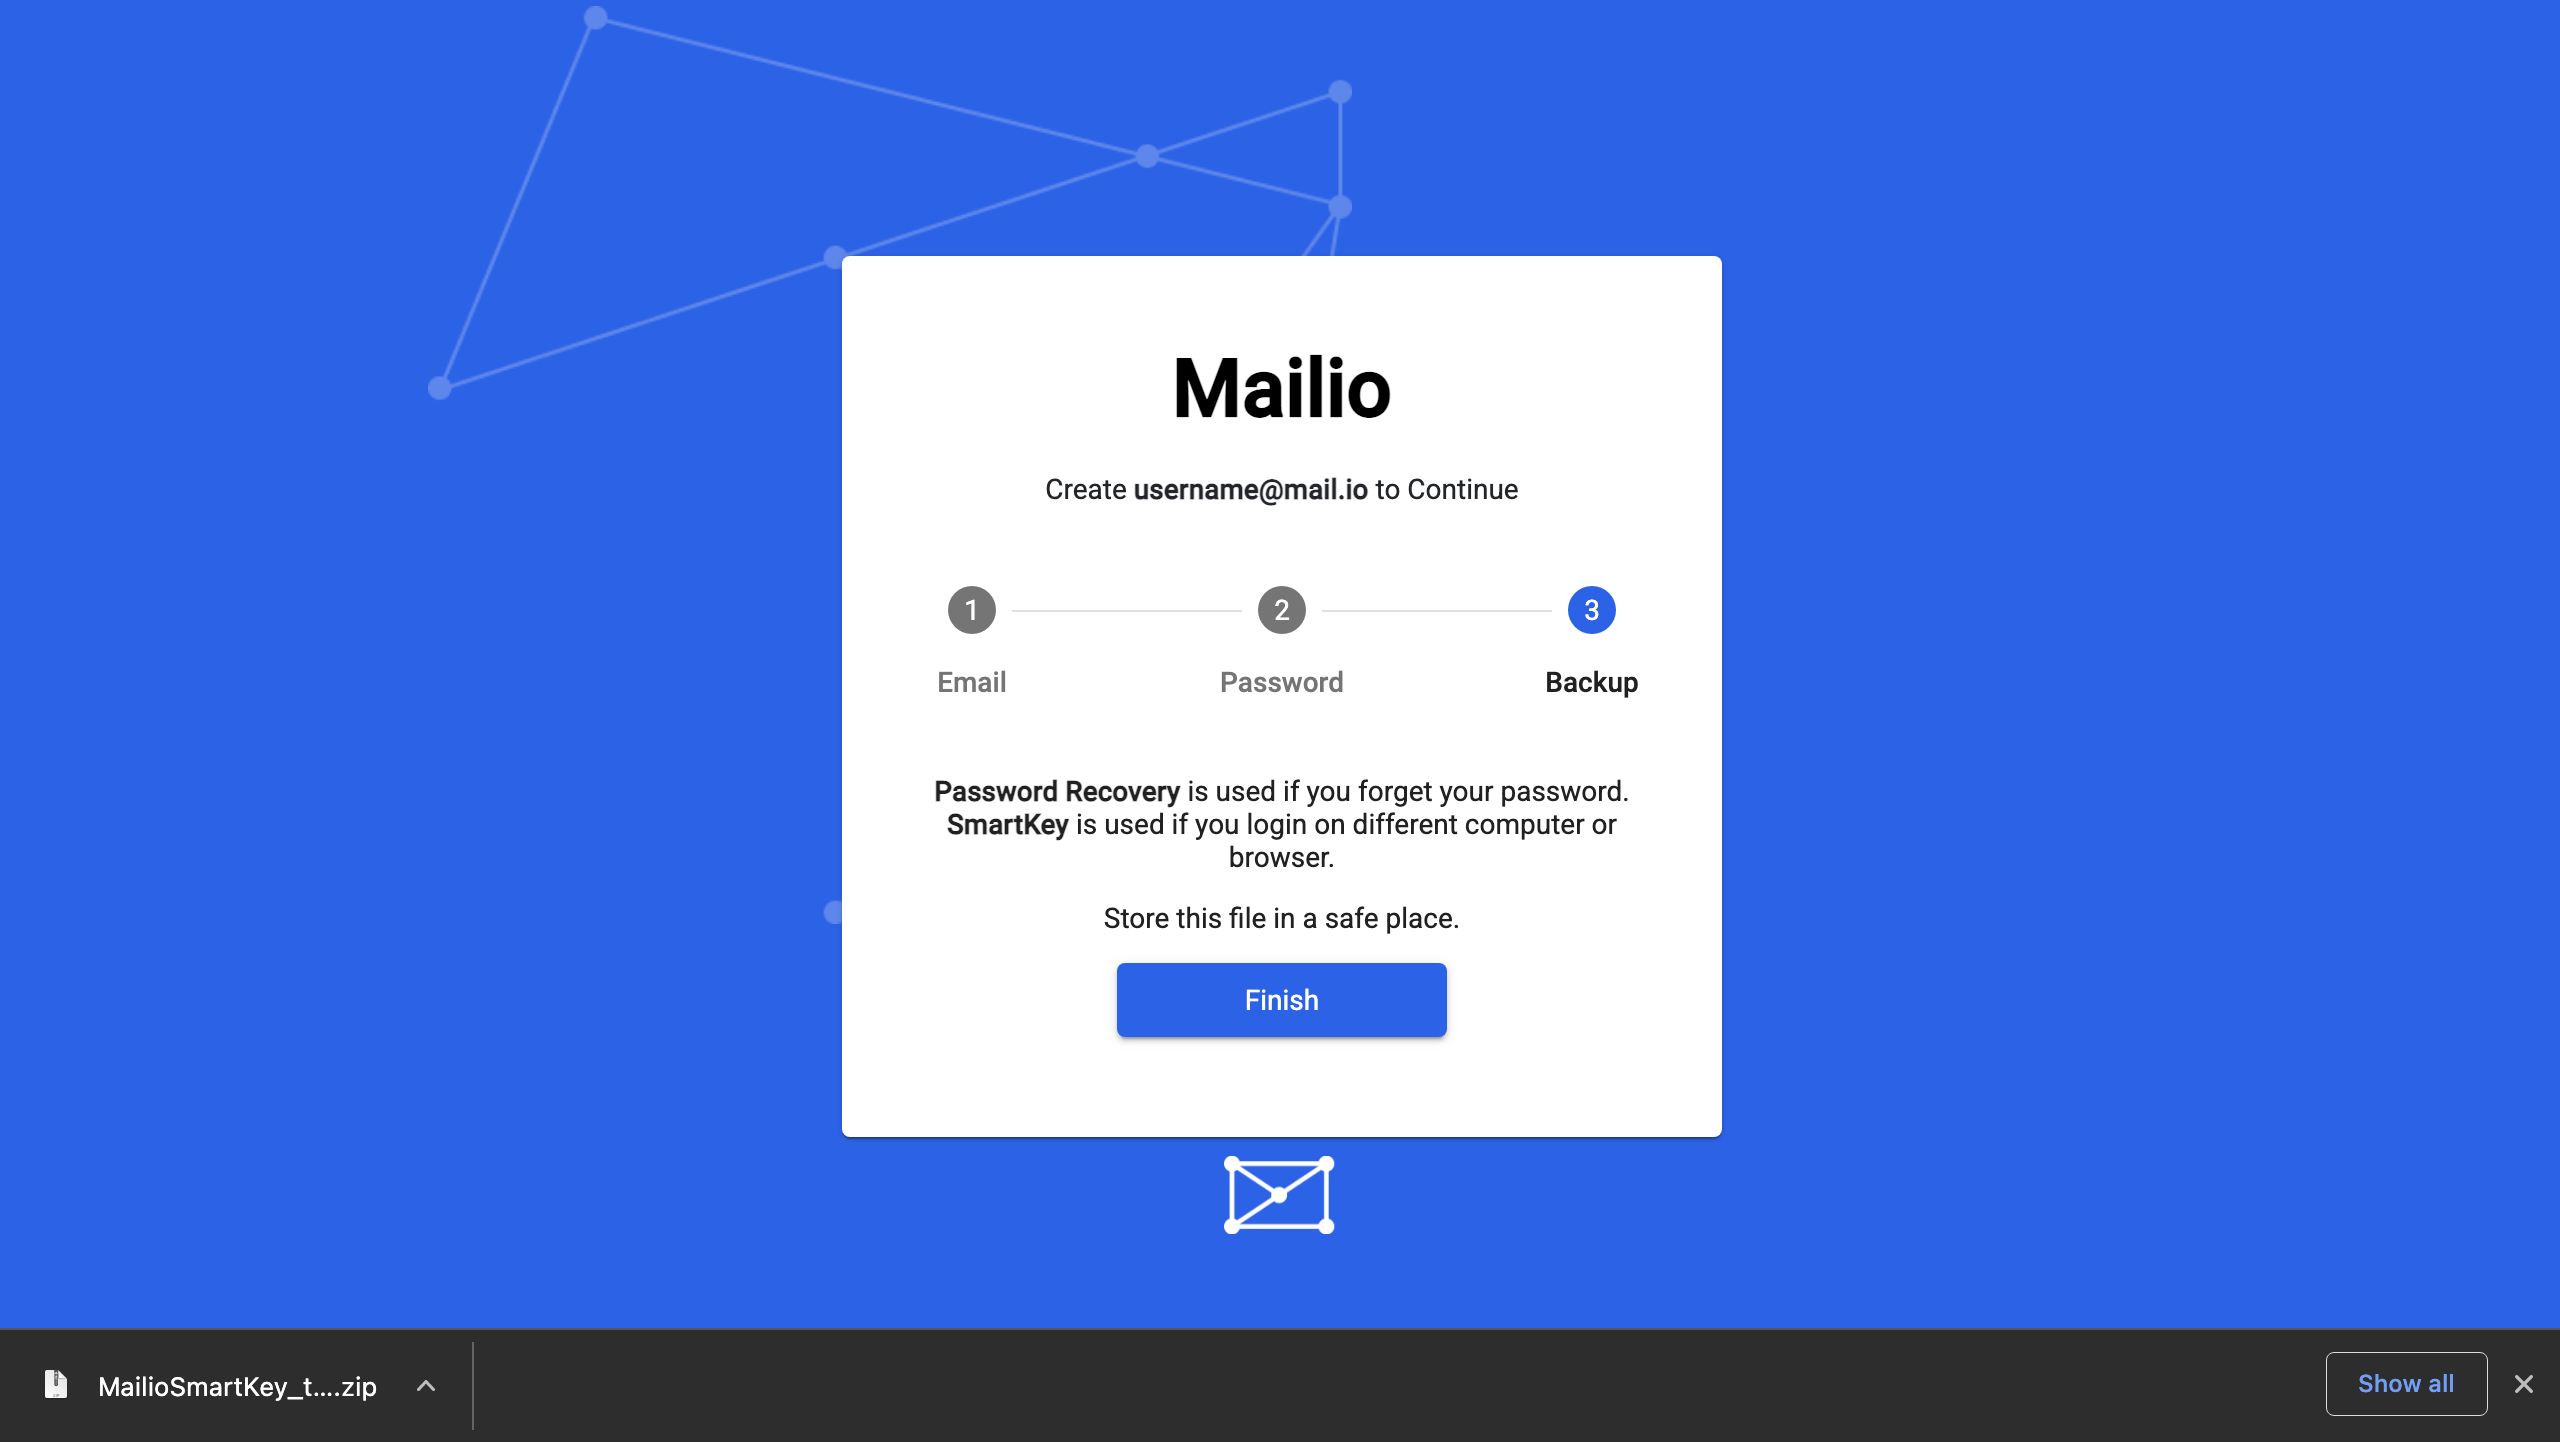 Mailio
Create username@mail.io to Continue
1
2
3
Email
Password
Backup
Password Recovery is used if you forget your password.
SmartKey is used if you login on different computer or
browser.
Store this file in a safe place.
Finish
MailioSmartKey_t....zip
Show all